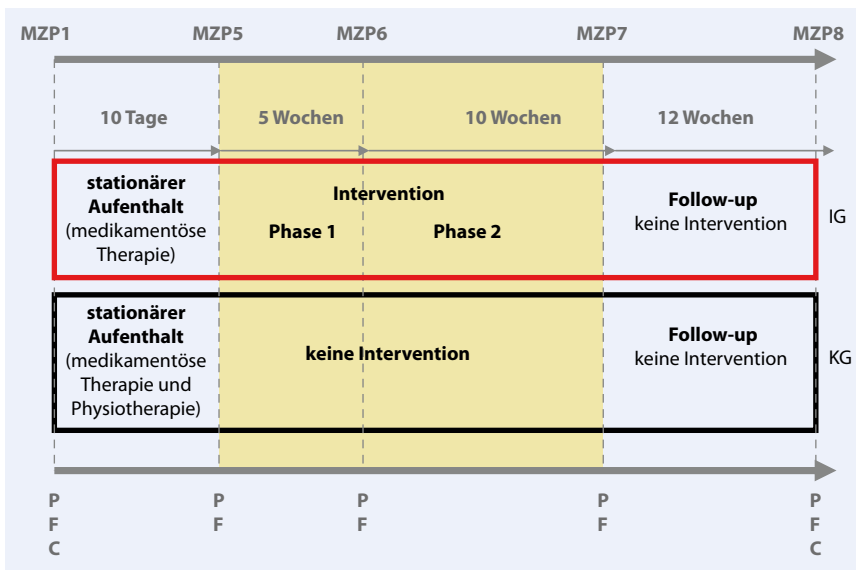 MZP1 MZP5 MZP6 MZP7 MZP8
10 Tage 5 Wochen 10 Wochen 12 Wochen
stationärer
Aufenthalt
(medikamentöse
Therapie)
Intervention
Phase 1 Phase 2
Follow-up
keine Intervention
IG
stationärer
Aufenthalt
(medikamentöse
Therapie und
Physiotherapie)
keine Intervention
Follow-up
keine Intervention
KG
P P P P P
F F F F F
C C